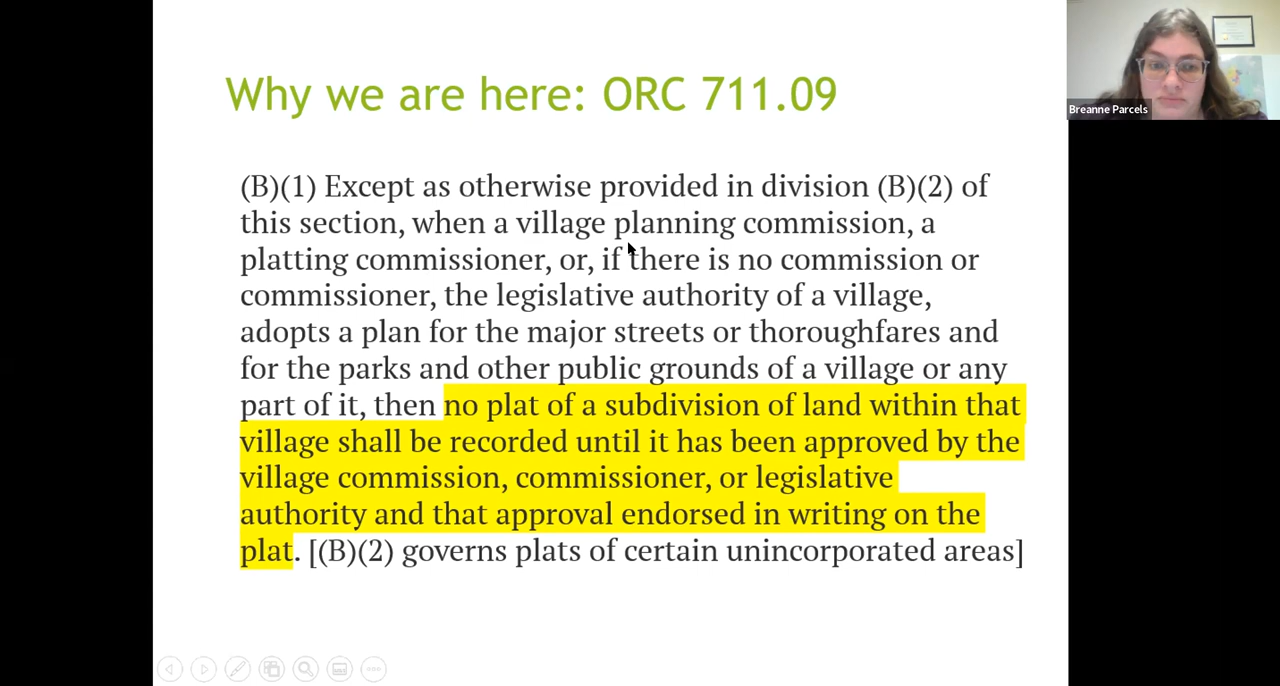 Why we are here: ORC 711.09
Breanne Parcels
(B)(1) Except as otherwise provided in division (B)(2) of
this section, when a village planning commission, a
platting commissioner, or, if there is no commission or
commissioner, the legislative authority of a village,
adopts a plan for the major streets or thoroughfares and
for the parks and other public grounds of a village or any
part of it, then no plat of a subdivision of land within that
village shall be recorded until it has been approved by the
village commission, commissioner, or legislative
authority and that approval endorsed in writing on the
plat. [(B)(2) governs plats of certain unincorporated areas]